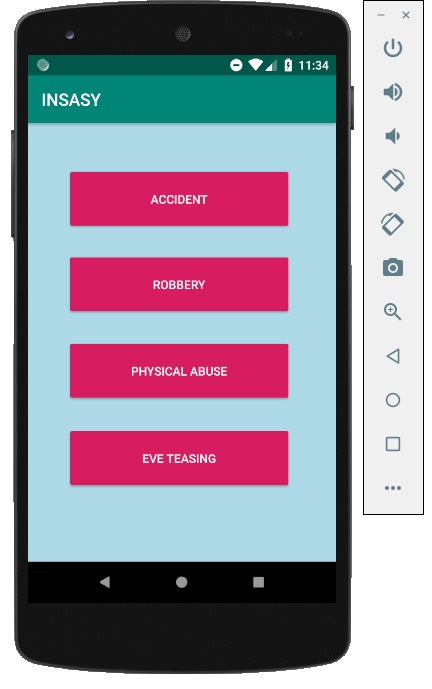 11:34
INSASY
ACCIDENT
ROBBERY
PHYSICAL ABUSE
EVE TEASING